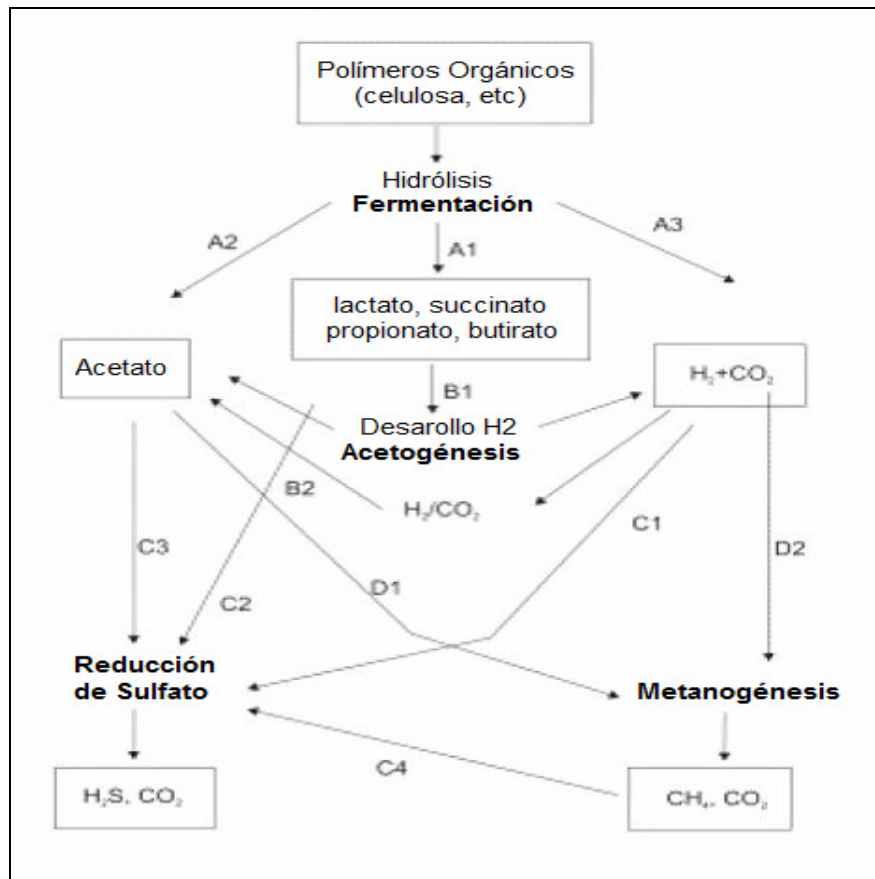 Polímeros Orgánicos
(celulosa, etc)
Hidrólisis
Fermentación
A2
A1
A3
lactato, succinato
propionato, butirato
Acetato
H₂+CO₂
B1
Desarollo H2
Acetogénesis
B2
H₂/CO₂
C1
C3
D2
C2
D1
Reducción
de Sulfato
Metanogénesis
C4
H₂S, CO₂
CH₄, CO₂